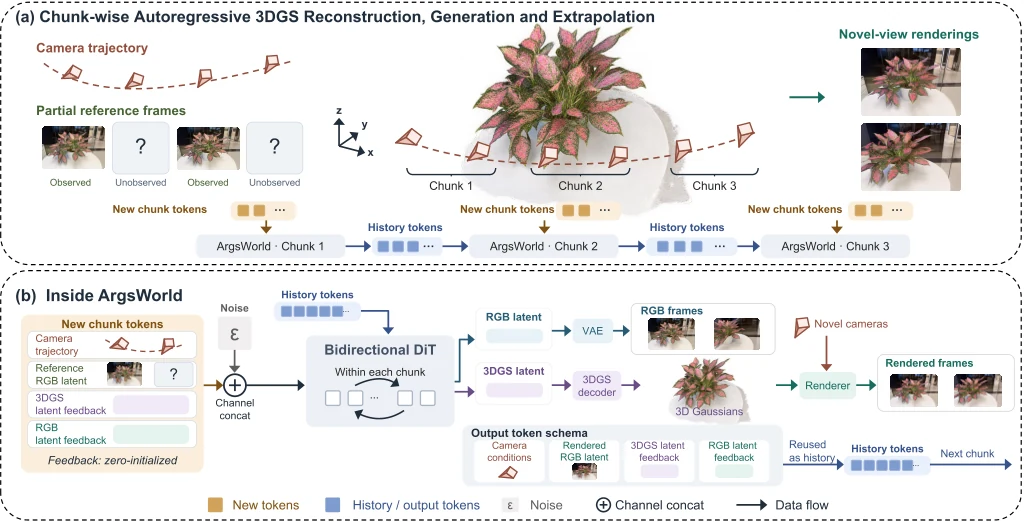 (a) Chunk-wise Autoregressive 3DGS Reconstruction, Generation and Extrapolation
Camera trajectory
Partial reference frames
?
?
Observed
Unobserved
Observed
Unobserved
z
y
x
Chunk 1
Chunk 2
Chunk 3
Novel-view renderings
New chunk tokens
...
New chunk tokens
...
New chunk tokens
...
ArgsWorld · Chunk 1
History tokens
...
ArgsWorld · Chunk 2
History tokens
...
ArgsWorld · Chunk 3
(b) Inside ArgsWorld
New chunk tokens
Camera
trajectory
Reference
RGB latent
?
3DGS
latent feedback
RGB
latent feedback
Feedback: zero-initialized
Noise
ε
Channel
concat
History tokens
...
Bidirectional DiT
Within each chunk
...
RGB latent
VAE
RGB frames
3DGS latent
3DGS
decoder
3D Gaussians
Novel cameras
Renderer
Rendered frames
Output token schema
Camera
conditions
Rendered
RGB latent
3DGS latent
feedback
RGB latent
feedback
Reused
as history
History tokens
...
Next chunk
New tokens
History / output tokens
ε
Noise
Channel concat
Data flow